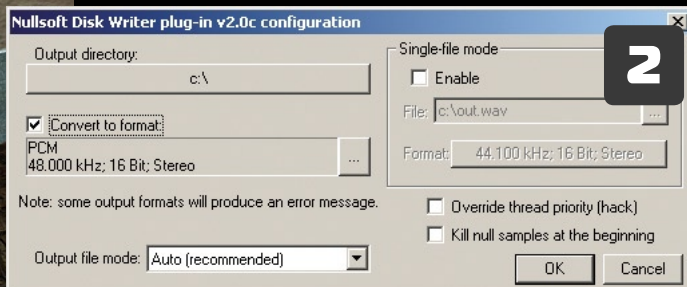 Nullsoft Disk Writer plug-in v2.0c configuration
2
Output directory:
c:\
Convert to format:
PCM
48.000 kHz; 16 Bit; Stereo
...
Note: some output formats will produce an error message.
Output file mode: Auto (recommended)
Single-file mode
Enable
File: c:\out.wav ...
Format: 44.100 kHz; 16 Bit; Stereo
Override thread priority (hack)
Kill null samples at the beginning
OK Cancel